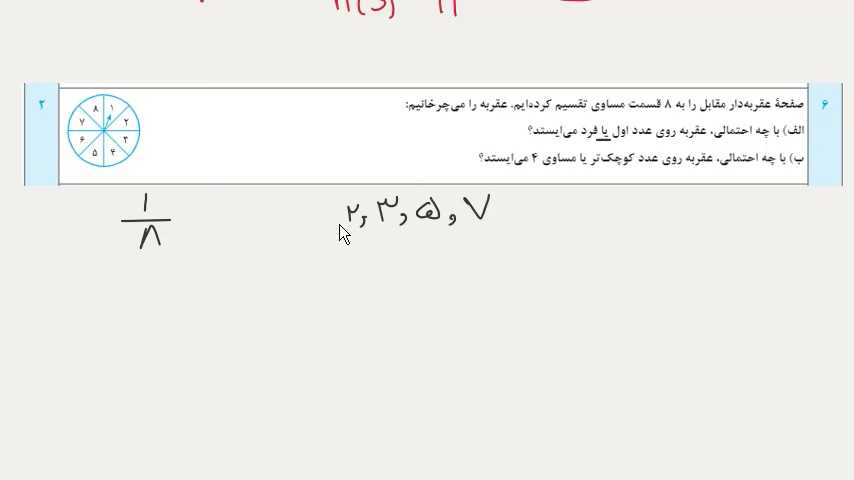 n(S) = n
۶
صفحهٔ عقربه‌دار مقابل را به ۸ قسمت مساوی تقسیم کرده‌ایم. عقربه را می‌چرخانیم:
۲
الف) با چه احتمالی، عقربه روی عدد اول یا فرد می‌ایستد؟
ب) با چه احتمالی، عقربه روی عدد کوچک‌تر یا مساوی ۴ می‌ایستد؟
۸ ۱
۷ ۲
۶ ۳
۵ ۴
۱/۸
۲, ۳, ۵, ۷